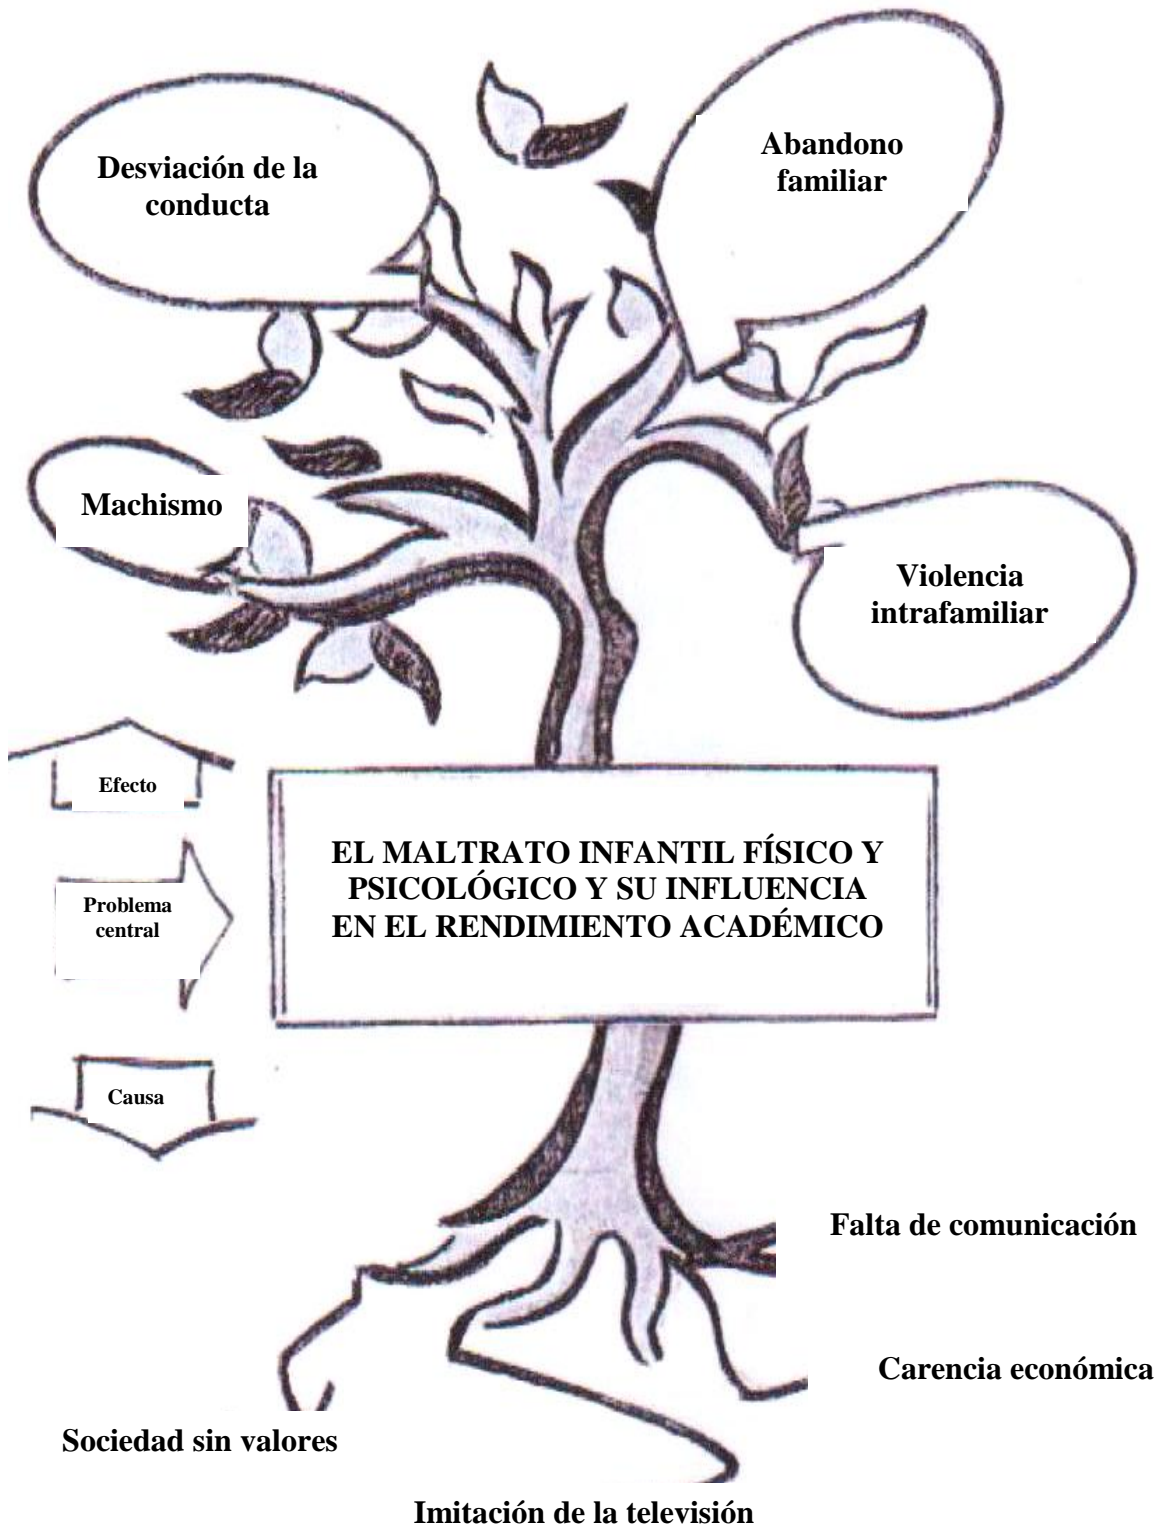 Abandono
familiar
Desviación de la
conducta
Machismo
Violencia
intrafamiliar
Efecto
EL MALTRATO INFANTIL FÍSICO Y
PSICOLÓGICO Y SU INFLUENCIA
EN EL RENDIMIENTO ACADÉMICO
Problema
central
Causa
Falta de comunicación
Carencia económica
Sociedad sin valores
Imitación de la televisión